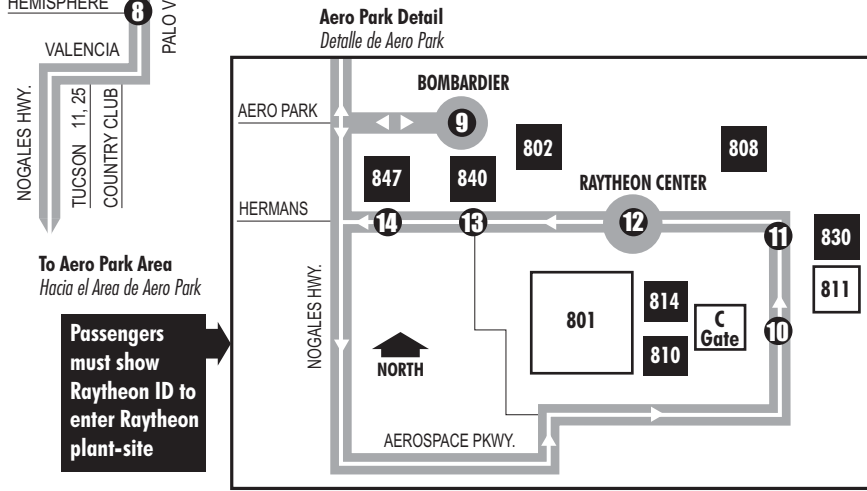 HEMISPHERE
8
PALO V
VALENCIA
NOGALES HWY.
TUCSON 11, 25
COUNTRY CLUB
To Aero Park Area
Hacia el Area de Aero Park
Passengers
must show
Raytheon ID to
enter Raytheon
plant-site
Aero Park Detail
Detalle de Aero Park
BOMBARDIER
AERO PARK
9
802
808
847
840
RAYTHEON CENTER
HERMANS
14
13
12
11
830
811
NOGALES HWY.
801
814
C
Gate
10
810
NORTH
AEROSPACE PKWY.